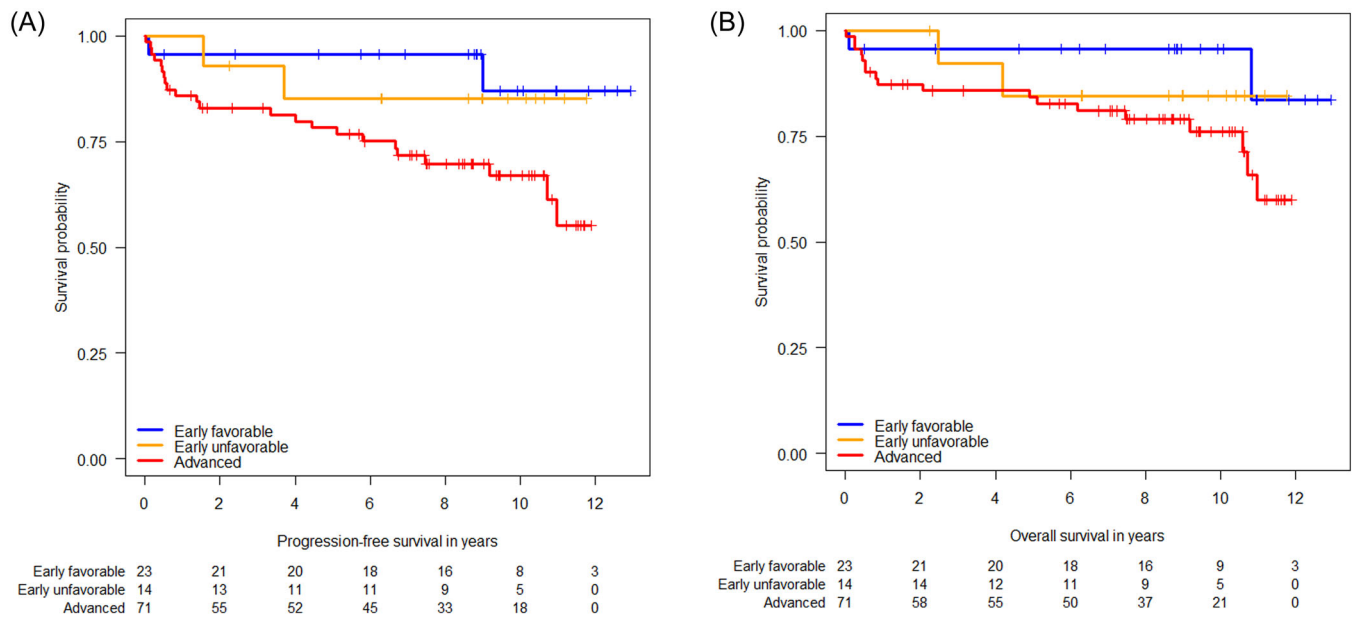 (A)
1.00
0.75
0.50
0.25
0.00
Survival probability
Early favorable
Early unfavorable
Advanced
0 2 4 6 8 10 12
Progression-free survival in years
Early favorable 23 21 20 18 16 8 3
Early unfavorable 14 13 11 11 9 5 0
Advanced 71 55 52 45 33 18 0
(B)
1.00
0.75
0.50
0.25
0.00
Survival probability
Early favorable
Early unfavorable
Advanced
0 2 4 6 8 10 12
Overall survival in years
Early favorable 23 21 20 18 16 9 3
Early unfavorable 14 14 12 11 9 5 0
Advanced 71 58 55 50 37 21 0